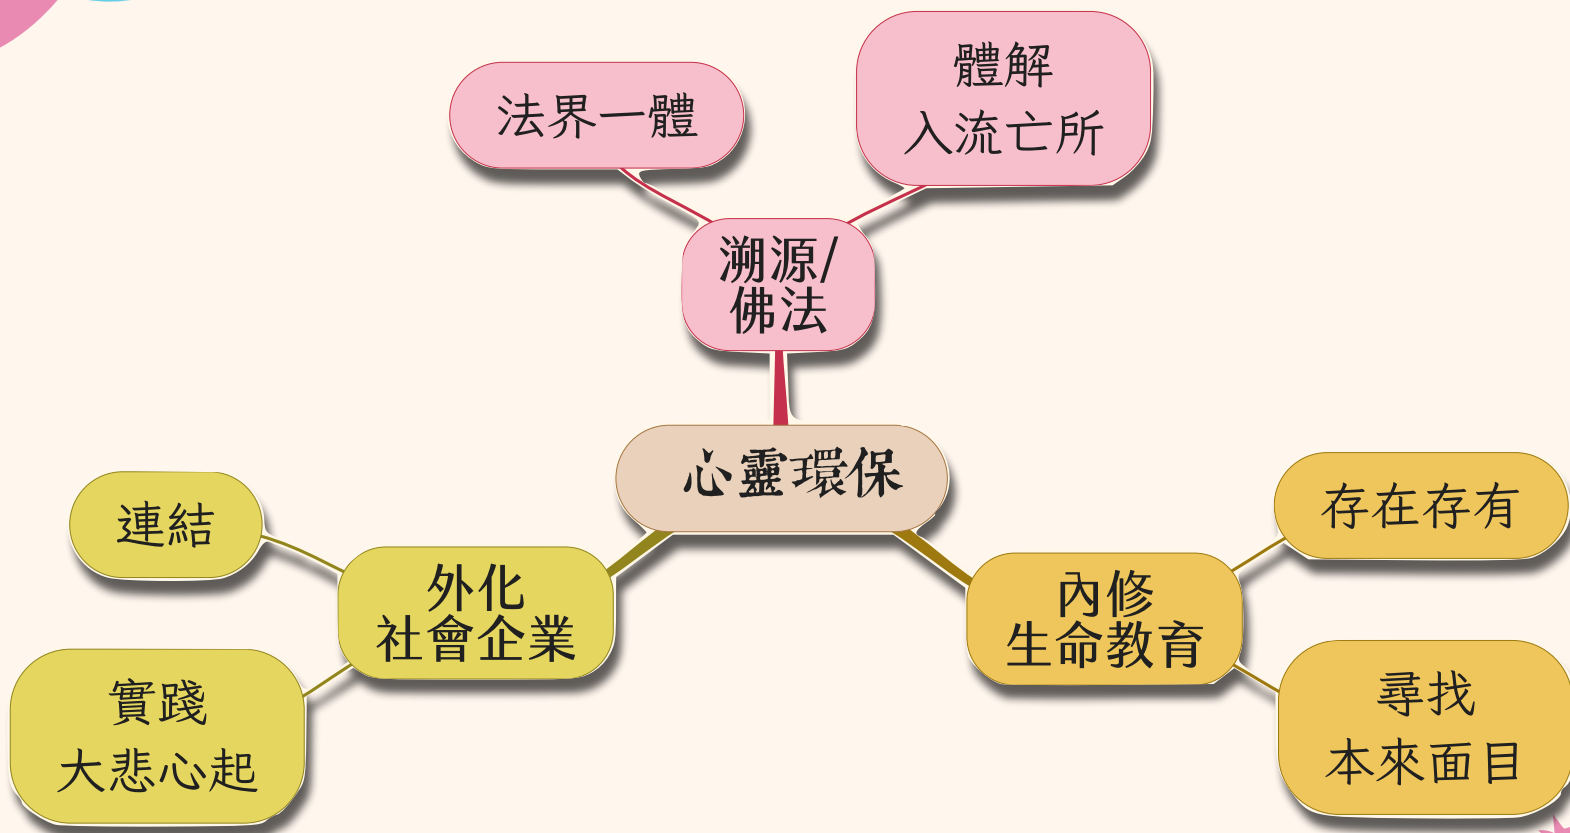 法界一體
體解
入流亡所
溯源/
佛法
心靈環保
連結
外化
社會企業
實踐
大悲心起
存在存有
內修
生命教育
尋找
本來面目